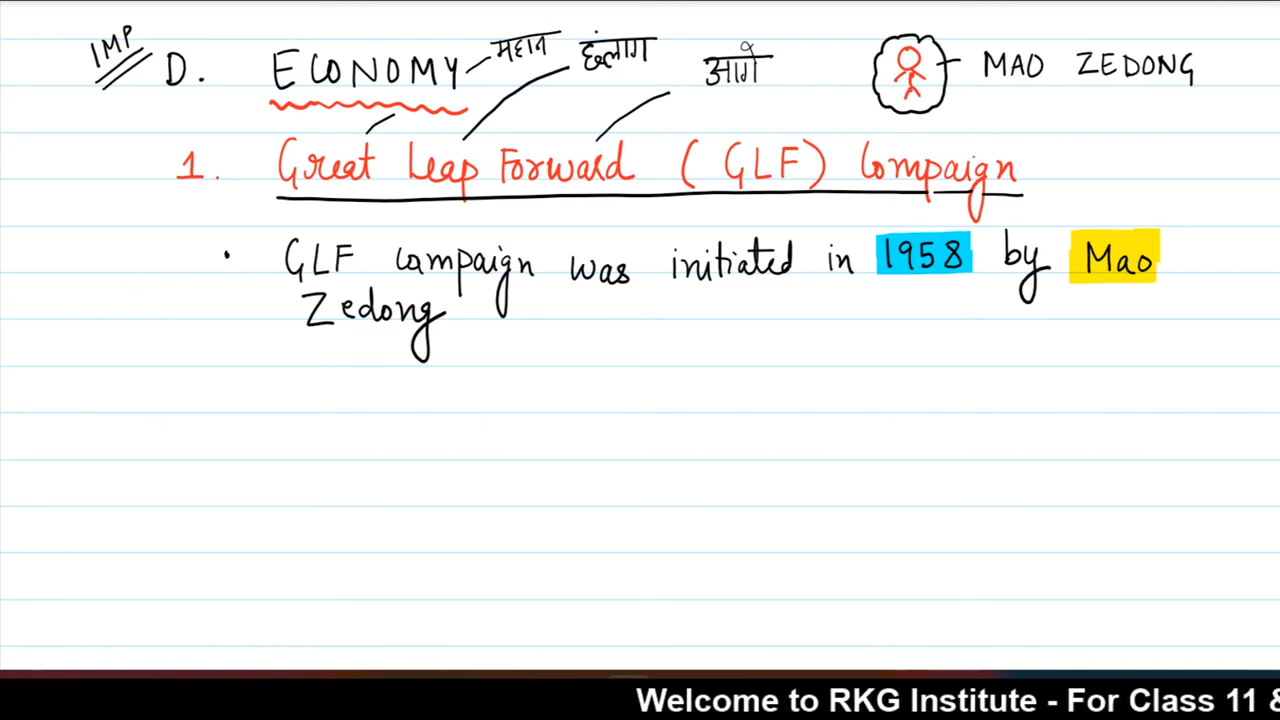 IMP
D. ECONOMY महान छलांग आगे MAO ZEDONG
1. Great Leap Forward (GLF) Compaign
• GLF campaign was initiated in 1958 by Mao
Zedong
Welcome to RKG Institute - For Class 11 &